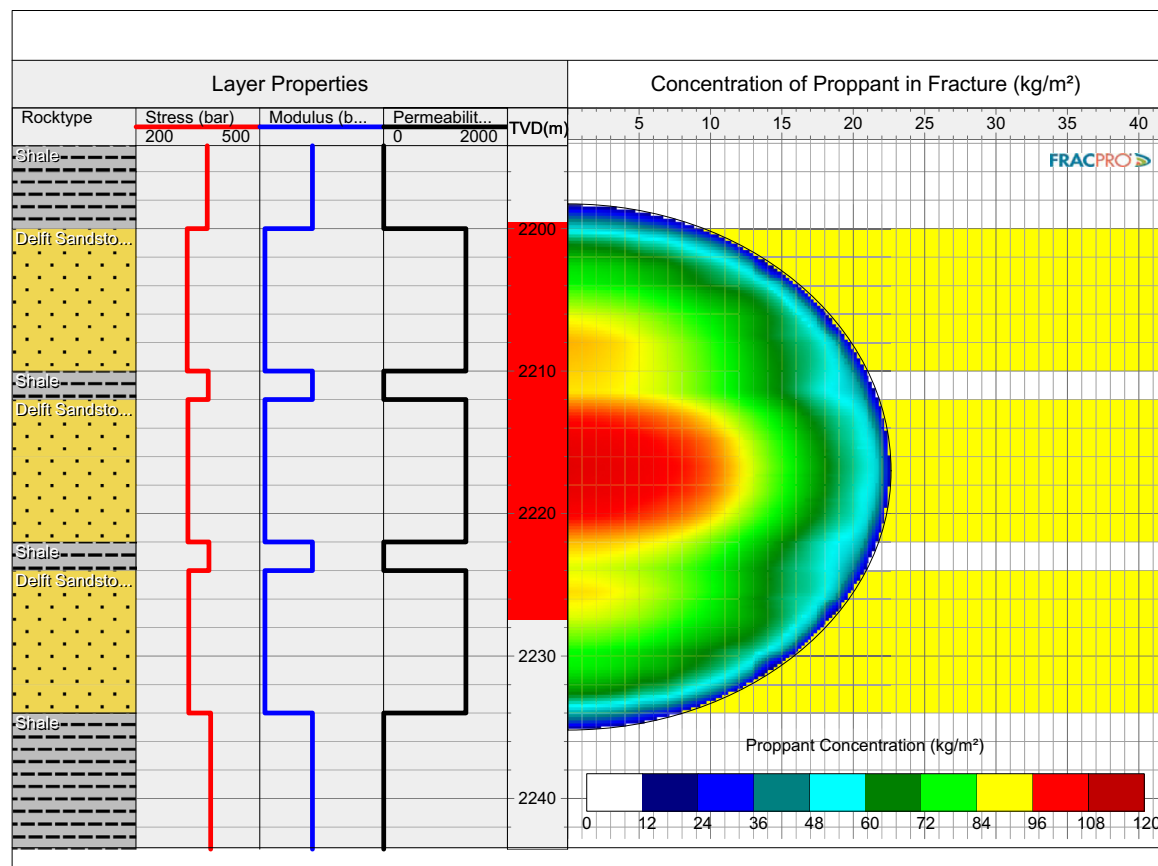 Layer Properties
Concentration of Proppant in Fracture (kg/m²)
Rocktype
Stress (bar)
200 500
Modulus (b...
Permeabilit...
0 2000
TVD(m)
5 10 15 20 25 30 35 40
Shale
FRACPRO
Delft Sandsto...
2200
2210
Shale
Delft Sandsto...
2220
Shale
Delft Sandsto...
2230
Shale
Proppant Concentration (kg/m²)
2240
0 12 24 36 48 60 72 84 96 108 120